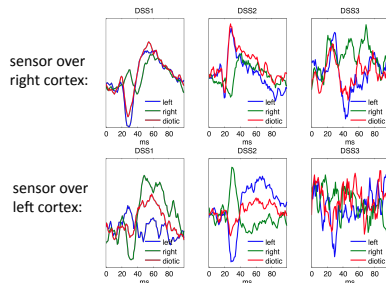 DSS1 DSS2 DSS3
sensor over
right cortex:
left left left
right right right
diotic diotic diotic
0 20 40 60 80 0 20 40 60 80 0 20 40 60 80
ms ms ms
DSS1 DSS2 DSS3
sensor over
left cortex:
left left left
right right right
diotic diotic diotic
0 20 40 60 80 0 20 40 60 80 0 20 40 60 80
ms ms ms